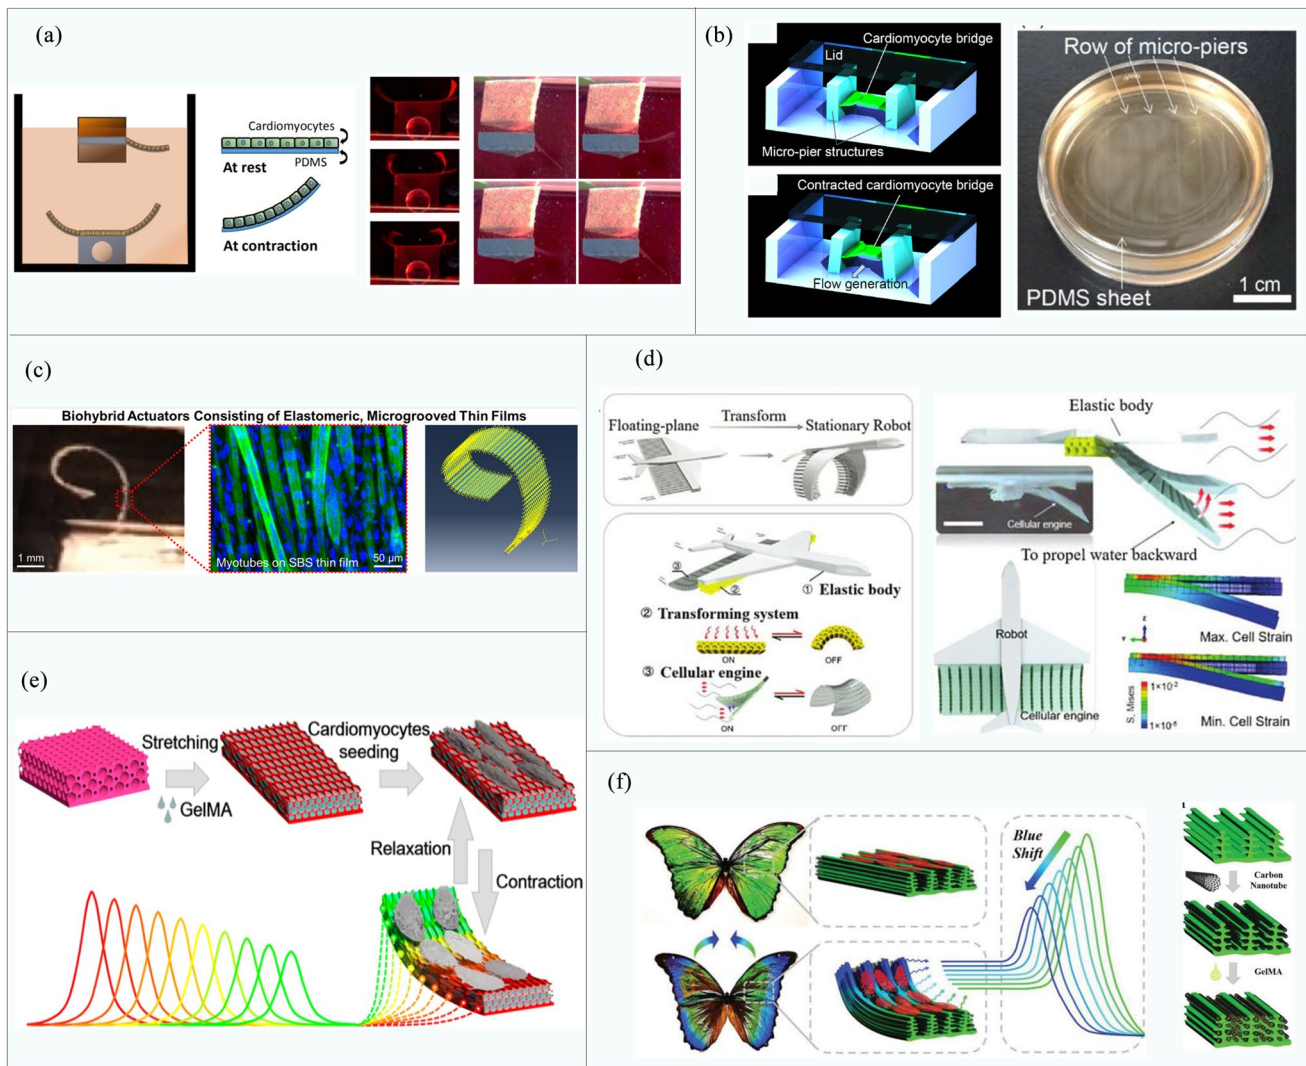 (a)
Cardiomyocytes
PDMS
At rest
At contraction
(b)
Cardiomyocyte bridge
Lid
Micro-pier structures
Contracted cardiomyocyte bridge
Flow generation
Row of micro-piers
PDMS sheet
1 cm
(c)
Biohybrid Actuators Consisting of Elastomeric, Microgrooved Thin Films
1 mm
Myotubes on SBS thin film
50 µm
(d)
Transform
Floating-plane
Stationary Robot
③
②
① Elastic body
② Transforming system
ON
OFF
③ Cellular engine
ON
OFF
Elastic body
Cellular engine
To propel water backward
Robot
Cellular engine
Z
Y
Max. Cell Strain
S, Mises
1×10⁻²
1×10⁻⁶
Min. Cell Strain
(e)
Stretching
GelMA
Cardiomyocytes
seeding
Relaxation
Contraction
(f)
Blue
Shift
Carbon
Nanotube
GelMA